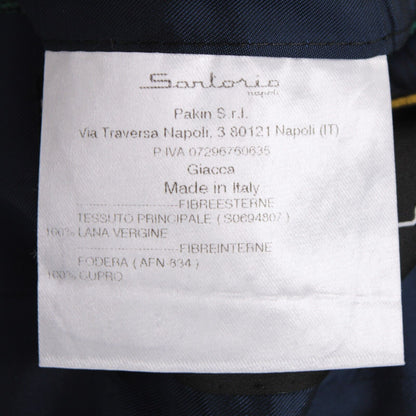 Sartorio
napoli
Pakin S.r.l.
Via Traversa Napoli, 3 80121 Napoli (IT)
P.IVA 07296760635
Giacca
Made in Italy
-------------------- FIBREESTERNE
TESSUTO PRINCIPALE ( S0694807 )
100% LANA VERGINE
-------------------- FIBREINTERNE
FODERA ( AFN 834 )
100% CUPRO